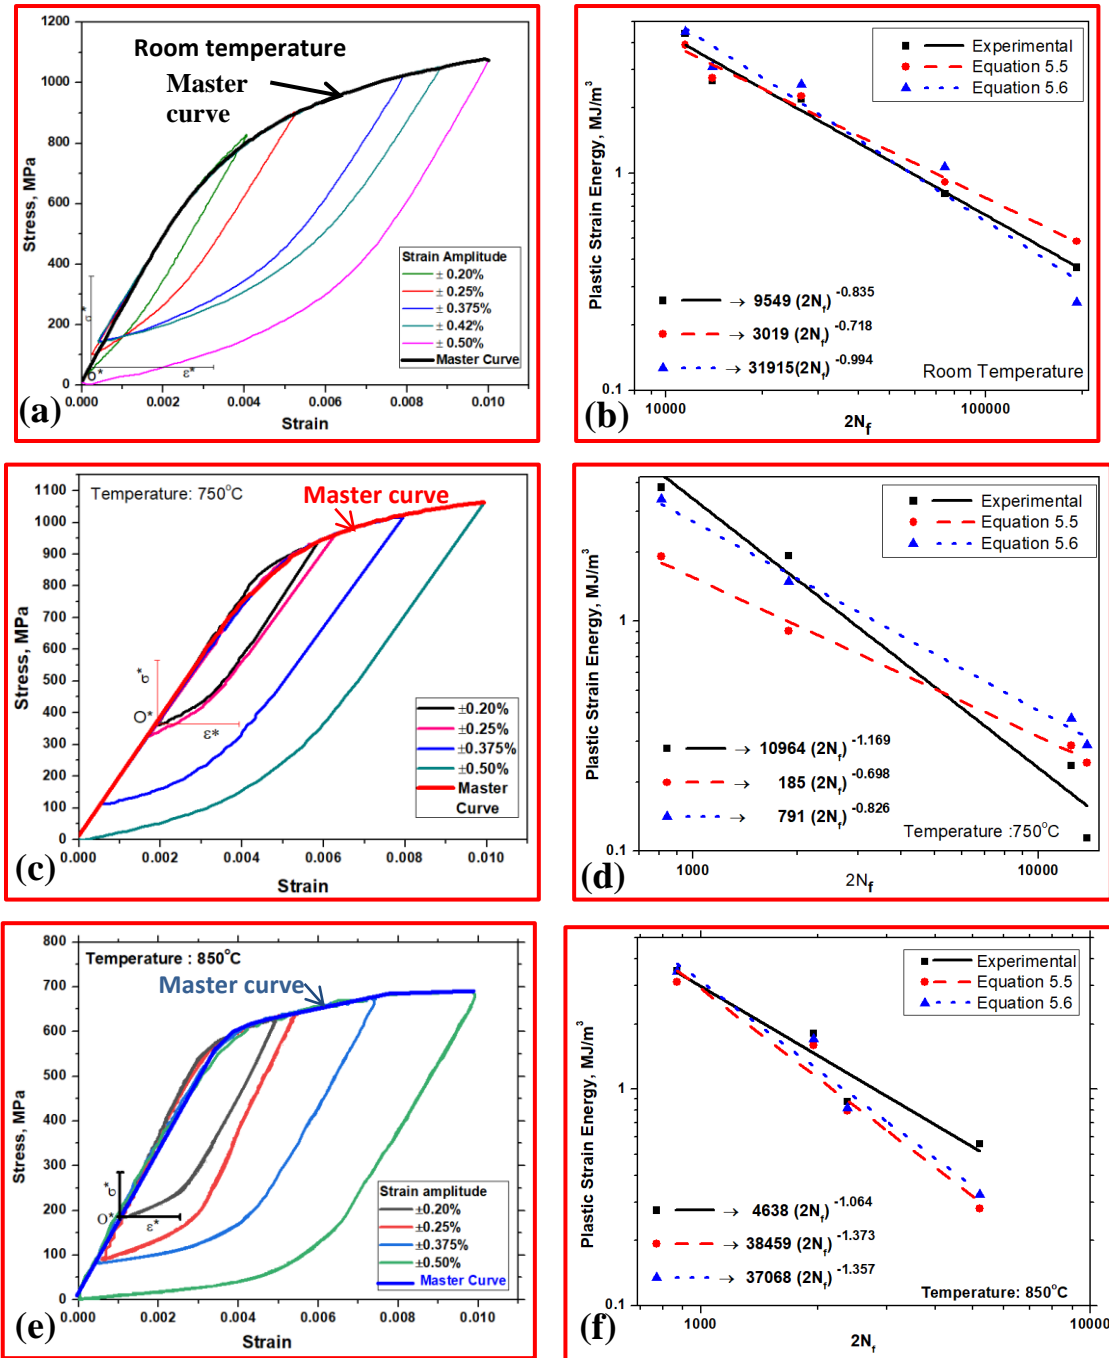 1200
1000
800
600
400
200
0
Stress, MPa
Room temperature
Master
curve
σ*
O*
ε*
Strain Amplitude
± 0.20%
± 0.25%
± 0.375%
± 0.42%
± 0.50%
Master Curve
0.000
0.002
0.004
0.006
0.008
0.010
(a)
Strain
Plastic Strain Energy, MJ/m³
1
0.1
Experimental
Equation 5.5
Equation 5.6
→ 9549 (2Nf)^-0.835
→ 3019 (2Nf)^-0.718
→ 31915(2Nf)^-0.994
Room Temperature
10000
100000
(b)
2Nf
1100
1000
900
800
700
600
500
400
300
200
100
0
Stress, MPa
Temperature: 750°C
Master curve
σ*
O*
ε*
±0.20%
±0.25%
±0.375%
±0.50%
Master
Curve
0.000
0.002
0.004
0.006
0.008
0.010
(c)
Strain
Plastic Strain Energy, MJ/m³
1
0.1
Experimental
Equation 5.5
Equation 5.6
→ 10964 (2Nf)^-1.169
→ 185 (2Nf)^-0.698
→ 791 (2Nf)^-0.826
Temperature :750°C
1000
10000
(d)
2Nf
800
700
600
500
400
300
200
100
0
Stress, MPa
Temperature : 850°C
Master curve
σ*
O*
ε*
Strain amplitude
±0.20%
±0.25%
±0.375%
±0.50%
Master Curve
0.000
0.002
0.004
0.006
0.008
0.010
(e)
Strain
Plastic Strain Energy, MJ/m³
1
0.1
Experimental
Equation 5.5
Equation 5.6
→ 4638 (2Nf)^-1.064
→ 38459 (2Nf)^-1.373
→ 37068 (2Nf)^-1.357
Temperature: 850°C
1000
10000
(f)
2Nf